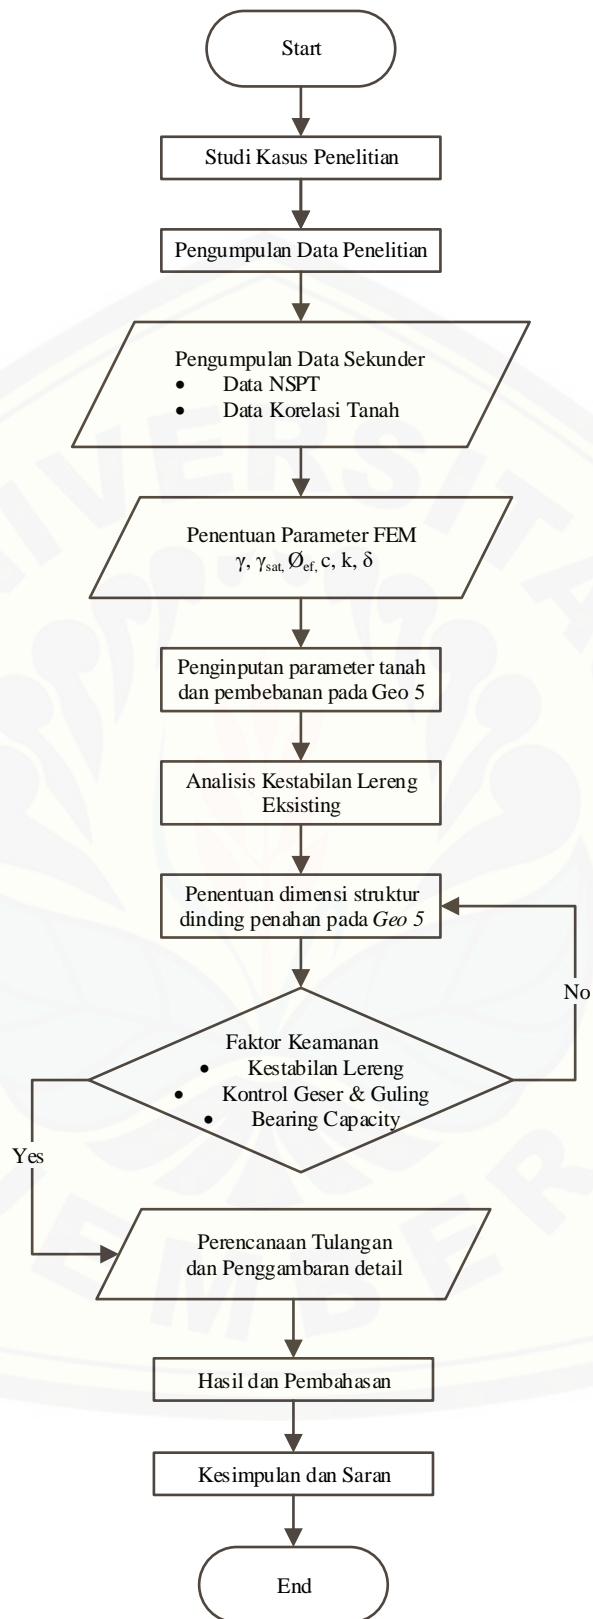 Start
Studi Kasus Penelitian
Pengumpulan Data Penelitian
Pengumpulan Data Sekunder
• Data NSPT
• Data Korelasi Tanah
Penentuan Parameter FEM
γ, γsat, Øef, c, k, δ
Penginputan parameter tanah
dan pembebanan pada Geo 5
Analisis Kestabilan Lereng
Eksisting
Penentuan dimensi struktur
dinding penahan pada Geo 5
No
Faktor Keamanan
• Kestabilan Lereng
• Kontrol Geser & Guling
• Bearing Capacity
Yes
Perencanaan Tulangan
dan Penggambaran detail
Hasil dan Pembahasan
Kesimpulan dan Saran
End
UNIVERSITA
EMBER